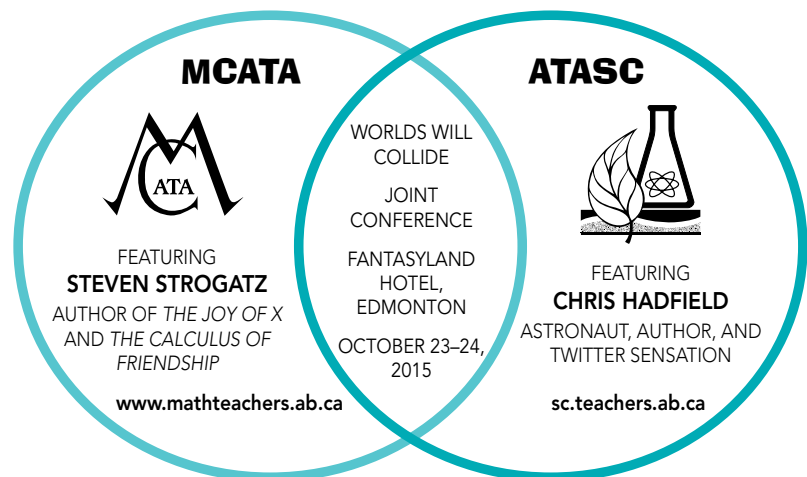 MCATA
M
C
ATA
FEATURING
STEVEN STROGATZ
AUTHOR OF THE JOY OF X
AND THE CALCULUS OF
FRIENDSHIP
www.mathteachers.ab.ca
WORLDS WILL
COLLIDE
JOINT
CONFERENCE
FANTASYLAND
HOTEL,
EDMONTON
OCTOBER 23–24,
2015
ATASC
FEATURING
CHRIS HADFIELD
ASTRONAUT, AUTHOR, AND
TWITTER SENSATION
sc.teachers.ab.ca